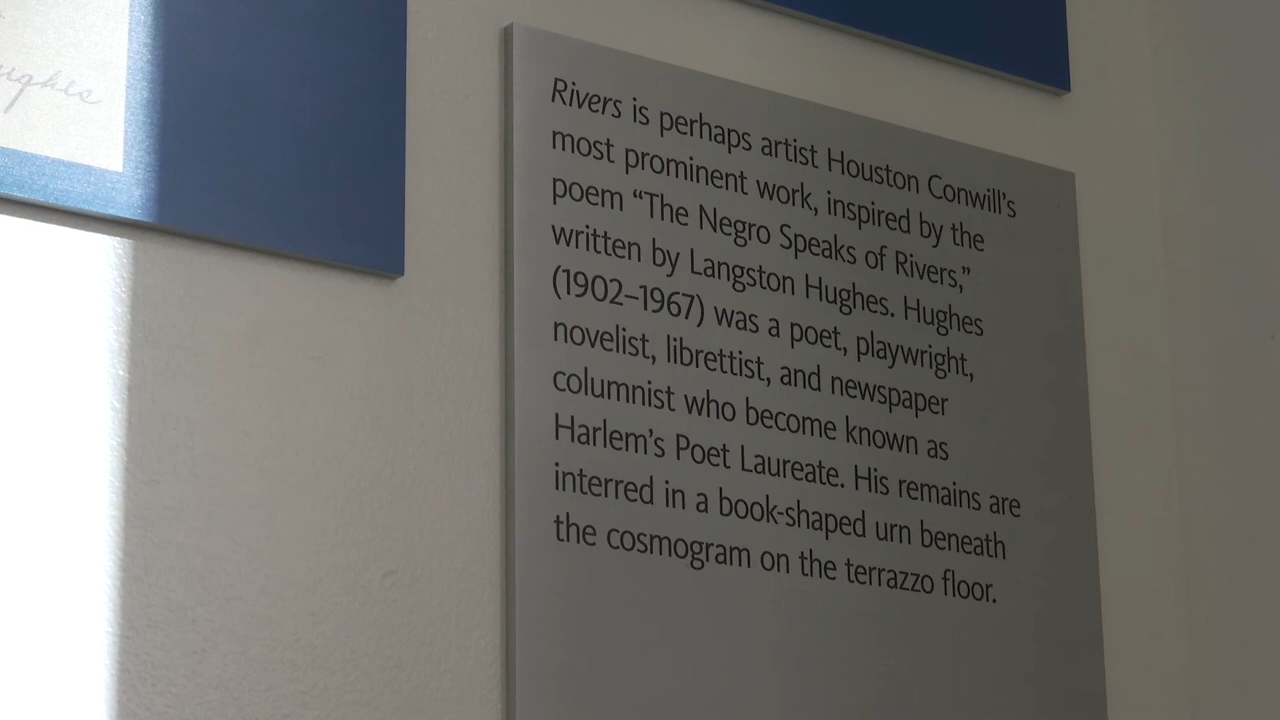 Rivers is perhaps artist Houston Conwill's
most prominent work, inspired by the
poem “The Negro Speaks of Rivers,”
written by Langston Hughes. Hughes
(1902–1967) was a poet, playwright,
novelist, librettist, and newspaper
columnist who become known as
Harlem's Poet Laureate. His remains are
interred in a book-shaped urn beneath
the cosmogram on the terrazzo floor.